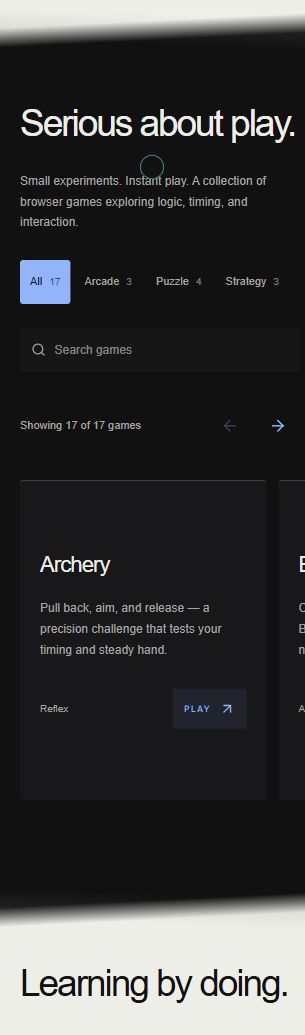 Serious about play.
Small experiments. Instant play. A collection of
browser games exploring logic, timing, and
interaction.
All 17 Arcade 3 Puzzle 4 Strategy 3
Search games
Showing 17 of 17 games
Archery
Pull back, aim, and release — a
precision challenge that tests your
timing and steady hand.
Reflex
PLAY
Learning by doing.